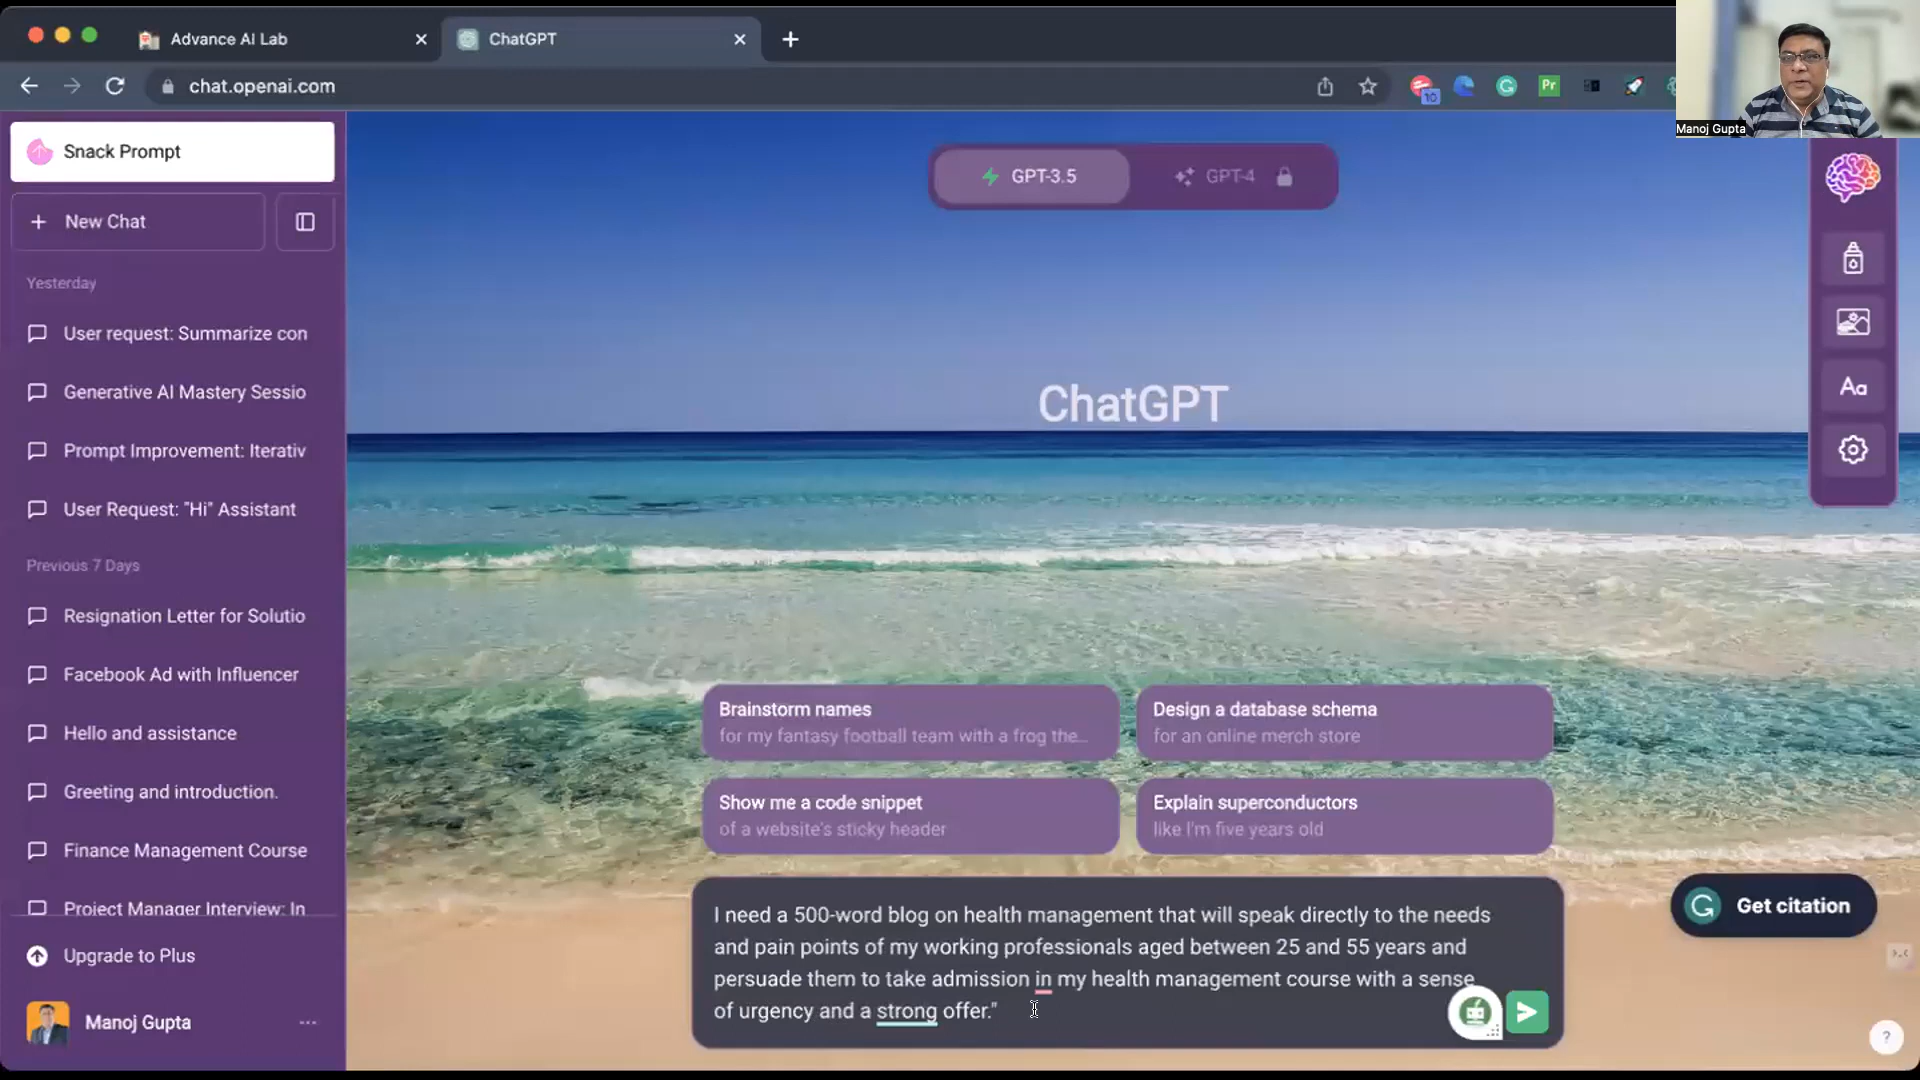 Advance AI Lab
ChatGPT
chat.openai.com
10
Pr
Manoj Gupta
Snack Prompt
New Chat
Yesterday
User request: Summarize con
Generative AI Mastery Sessio
Prompt Improvement: Iterativ
User Request: "Hi" Assistant
Previous 7 Days
Resignation Letter for Solutio
Facebook Ad with Influencer
Hello and assistance
Greeting and introduction.
Finance Management Course
Project Manager Interview: In
Upgrade to Plus
Manoj Gupta
GPT-3.5
GPT-4
ChatGPT
Brainstorm names
for my fantasy football team with a frog the...
Design a database schema
for an online merch store
Show me a code snippet
of a website's sticky header
Explain superconductors
like I'm five years old
I need a 500-word blog on health management that will speak directly to the needs
and pain points of my working professionals aged between 25 and 55 years and
persuade them to take admission in my health management course with a sense
of urgency and a strong offer."
Aa
Get citation
?